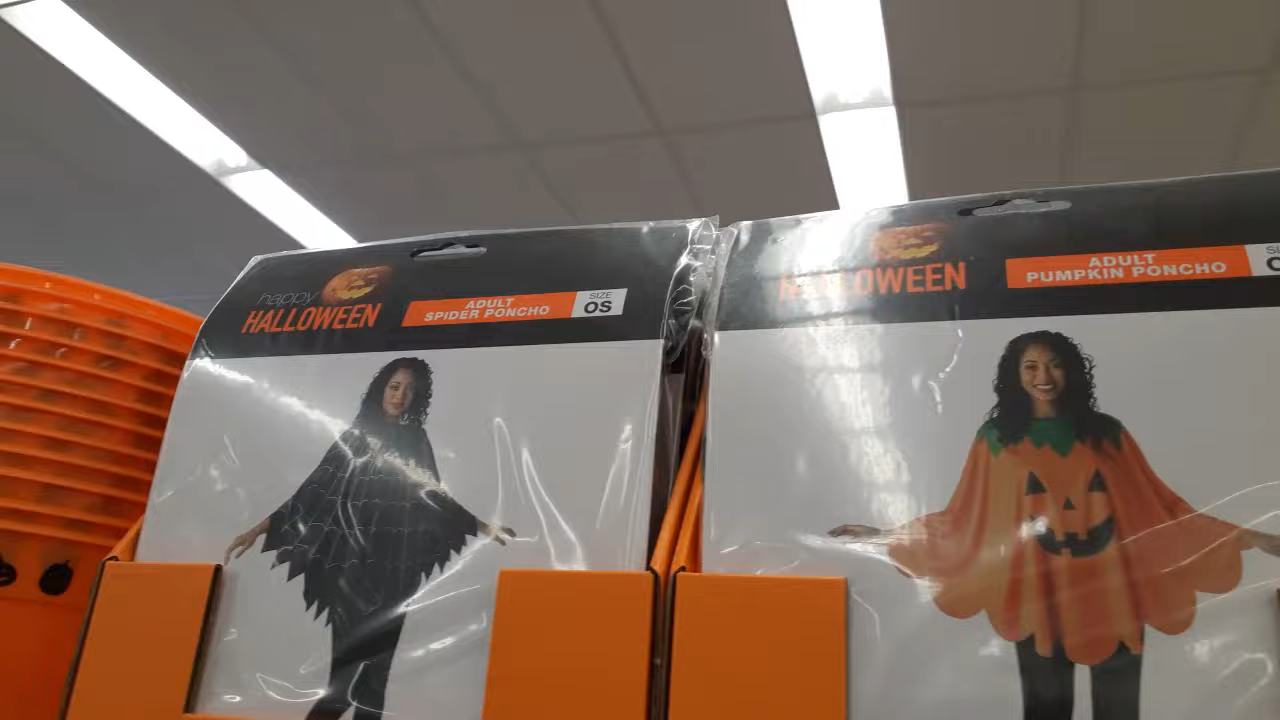 happy
HALLOWEEN
ADULT
SPIDER PONCHO
SIZE
OS
HALLOWEEN
ADULT
PUMPKIN PONCHO